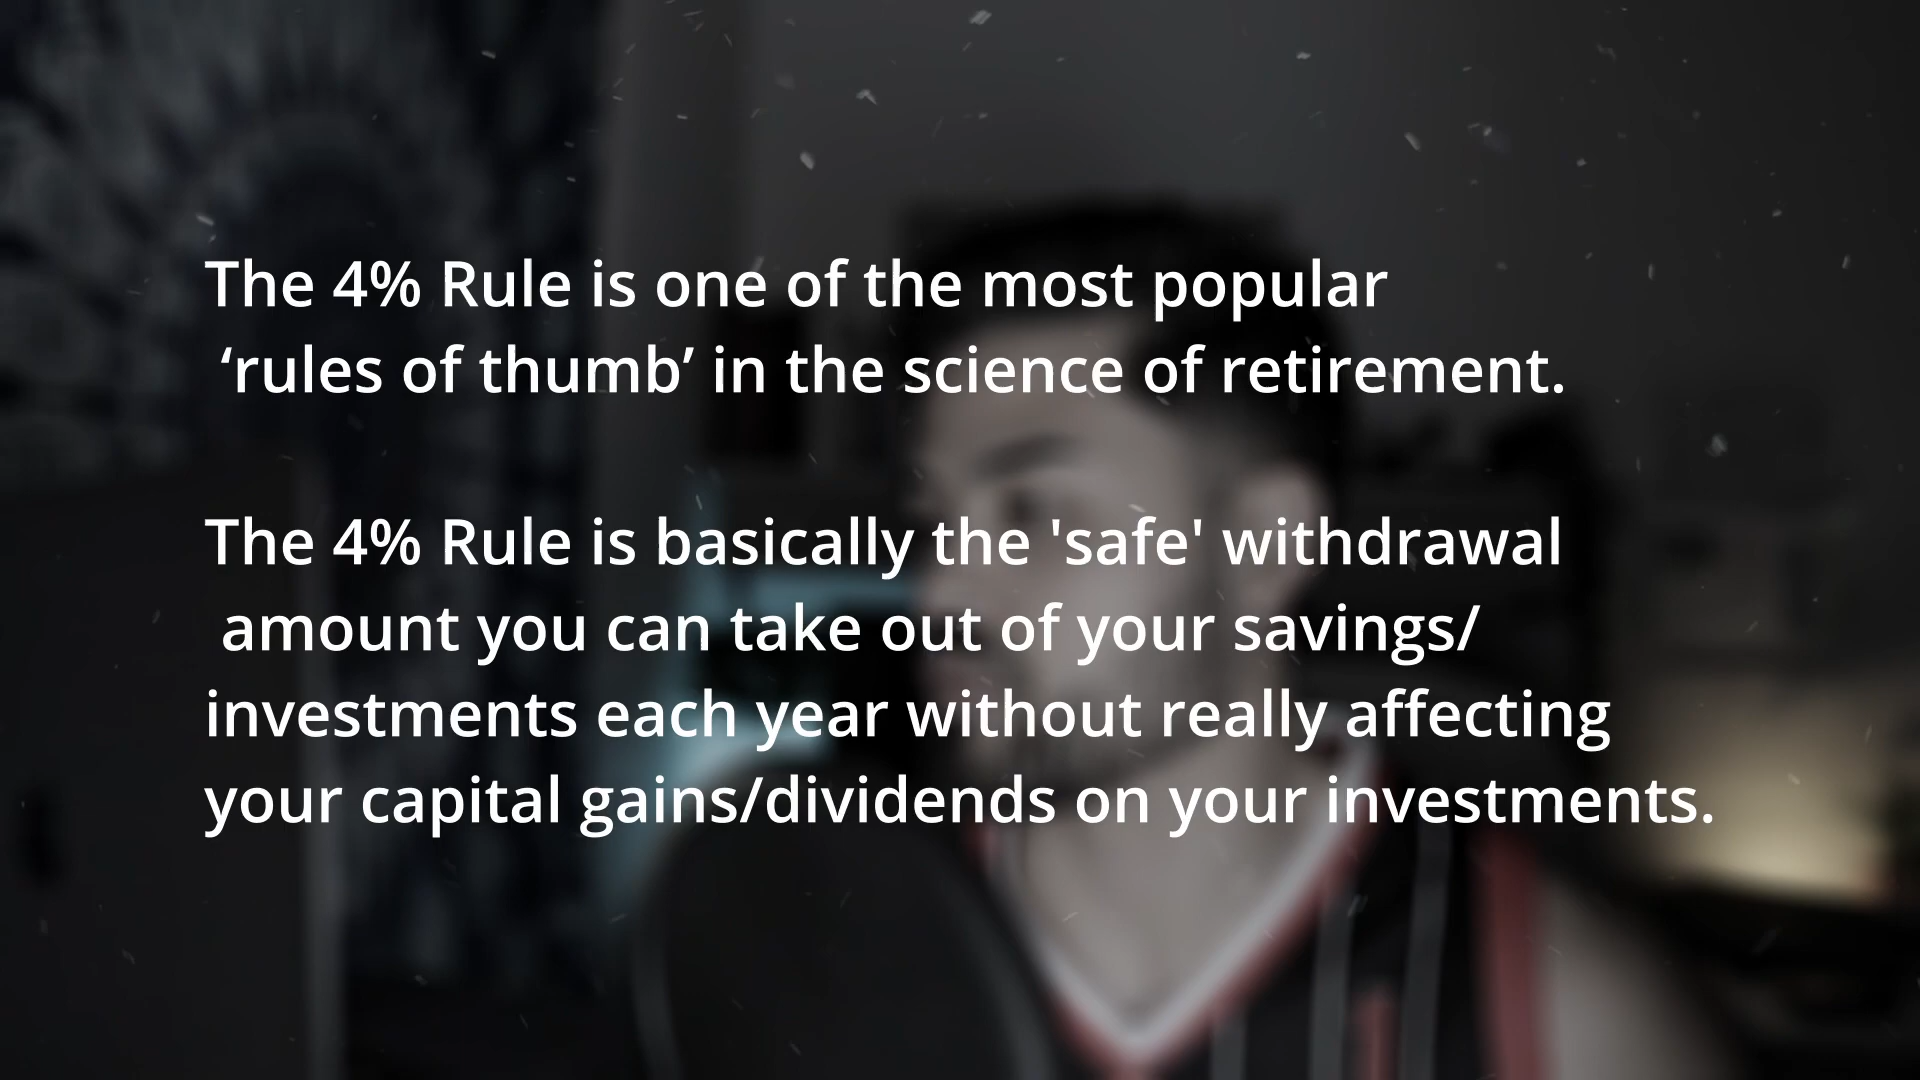 The 4% Rule is one of the most popular
‘rules of thumb’ in the science of retirement.
The 4% Rule is basically the 'safe' withdrawal
amount you can take out of your savings/
investments each year without really affecting
your capital gains/dividends on your investments.